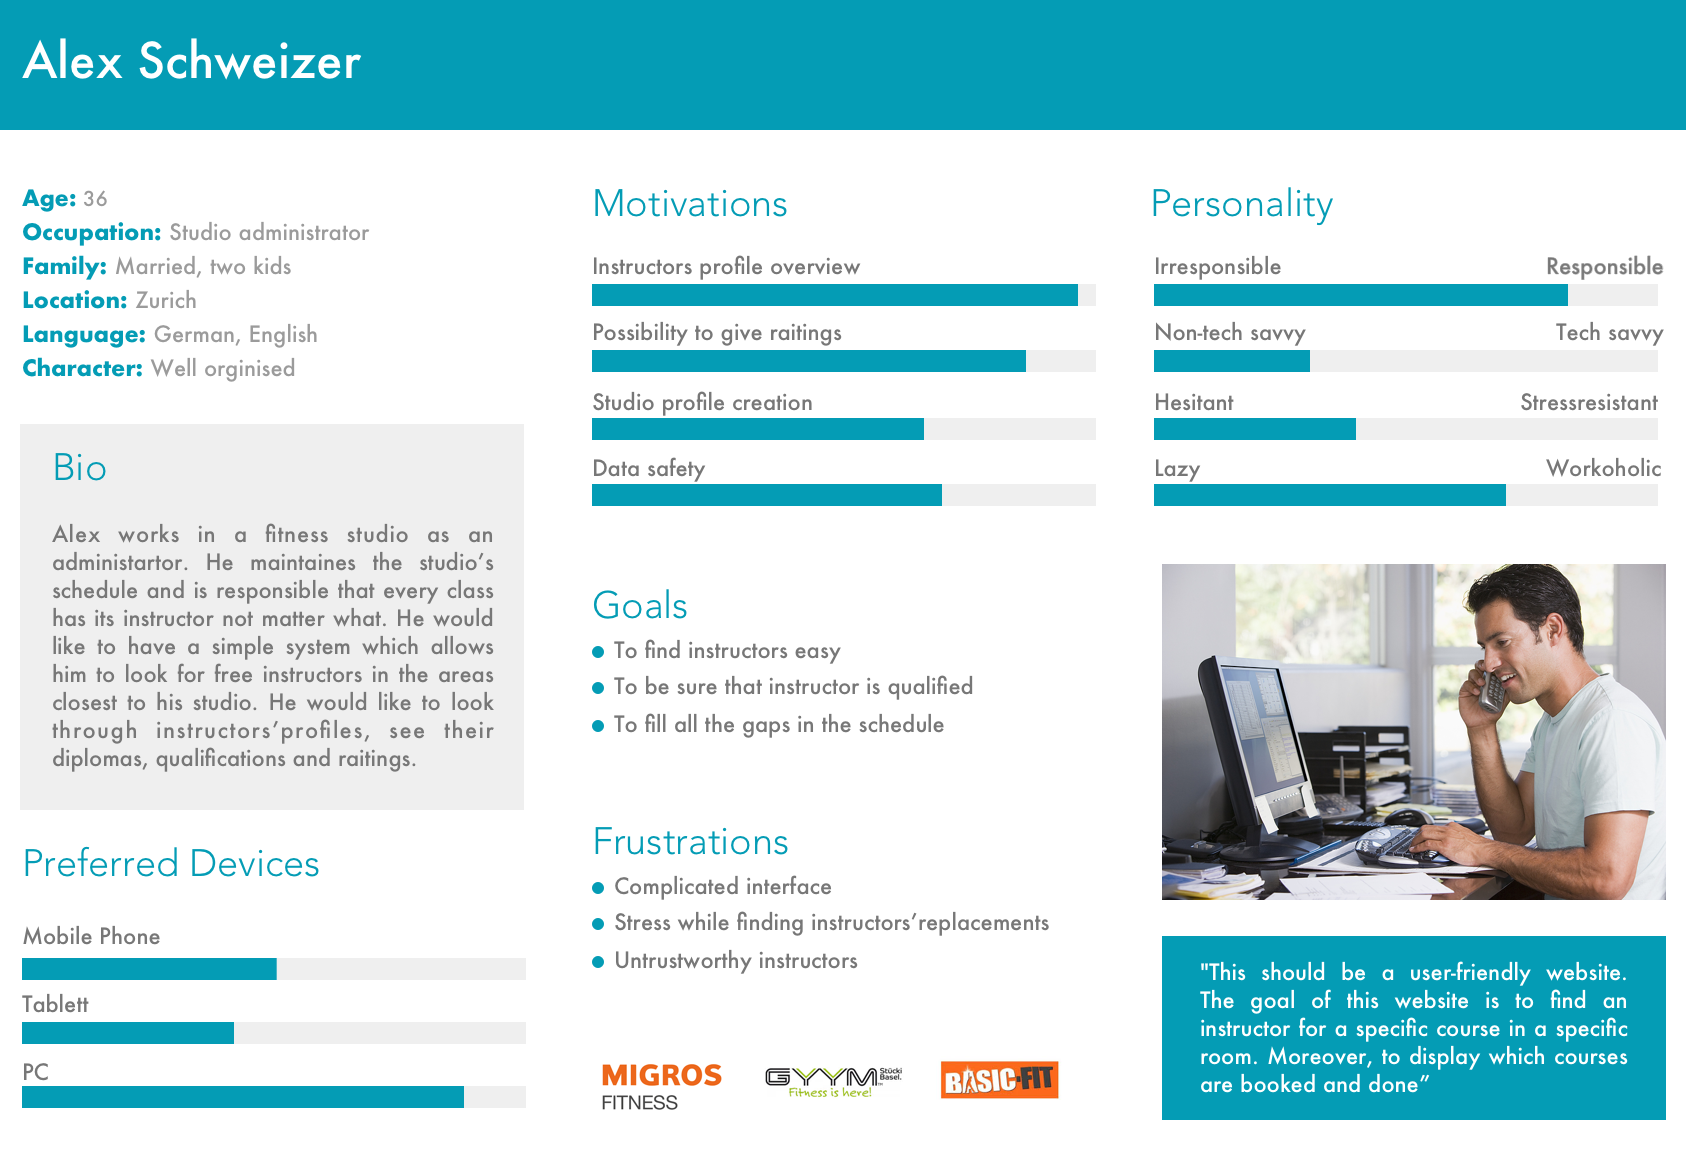 Alex Schweizer
Age: 36
Occupation: Studio administrator
Family: Married, two kids
Location: Zurich
Language: German, English
Character: Well orginised
Bio
Alex works in a fitness studio as an
administartor. He maintaines the studio’s
schedule and is responsible that every class
has its instructor not matter what. He would
like to have a simple system which allows
him to look for free instructors in the areas
closest to his studio. He would like to look
through instructors’profiles, see their
diplomas, qualifications and raitings.
Preferred Devices
Mobile Phone
Tablett
PC
Motivations
Instructors profile overview
Possibility to give raitings
Studio profile creation
Data safety
Goals
To find instructors easy
To be sure that instructor is qualified
To fill all the gaps in the schedule
Frustrations
Complicated interface
Stress while finding instructors’replacements
Untrustworthy instructors
MIGROS
FITNESS
GYYM Stücki
Basel.
Fitness is here!
BASIC-FIT
Personality
Irresponsible Responsible
Non-tech savvy Tech savvy
Hesitant Stressresistant
Lazy Workoholic
"This should be a user-friendly website.
The goal of this website is to find an
instructor for a specific course in a specific
room. Moreover, to display which courses
are booked and done”